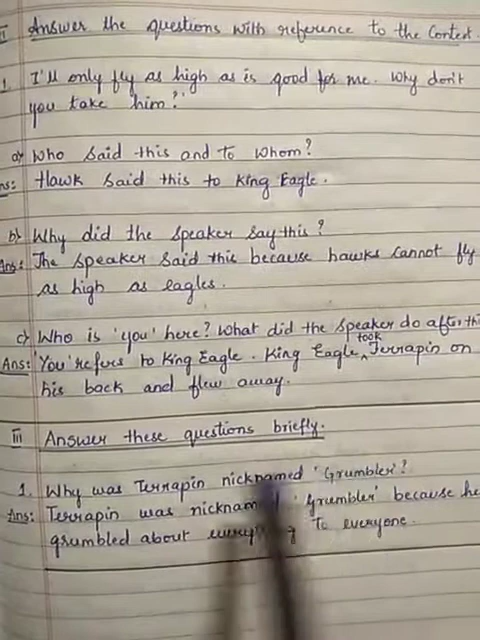 II Answer the questions with reference to the Context.
1. I'll only fly as high as is good for me. Why don't
you take him?'
a) Who said this and to whom?
Ans: Hawk said this to King Eagle.
b) Why did the speaker say this?
Ans: The speaker said this because hawks cannot fly
as high as eagles.
c) Who is 'you' here? What did the speaker do after
Ans: 'You' refers to King Eagle. King Eagle took Terrapin on
his back and flew away.
III Answer these questions briefly.
1. Why was Terrapin nicknamed 'Grumbler'?
Ans: Terrapin was 'Grumbler' because he
grumbled about to everyone.